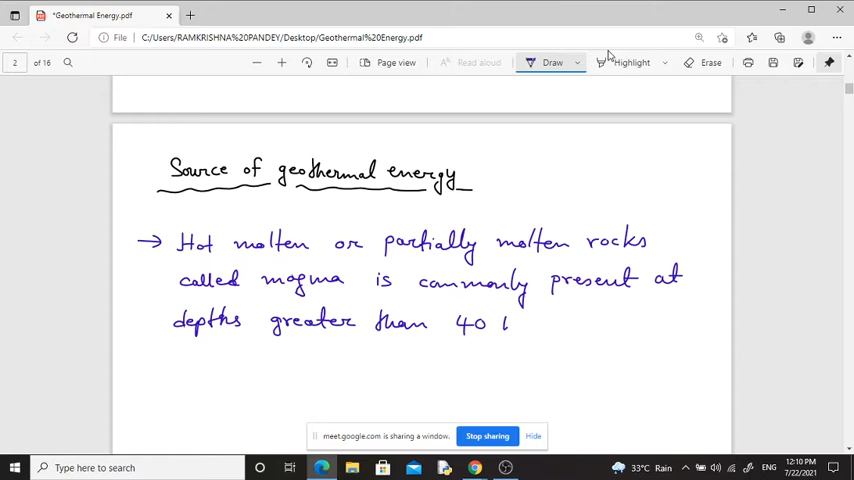 *Geothermal Energy.pdf
File
C:/Users/RAMKRISHNA%20PANDEY/Desktop/Geothermal%20Energy.pdf
2 of 16
Page view
Read aloud
Draw
Highlight
Erase
Source of geothermal energy
→ Hot molten or partially molten rocks
called magma is commonly present at
depths greater than 40
meet.google.com is sharing a window.
Stop sharing
Hide
Type here to search
33°C Rain
ENG
12:10 PM
7/22/2021